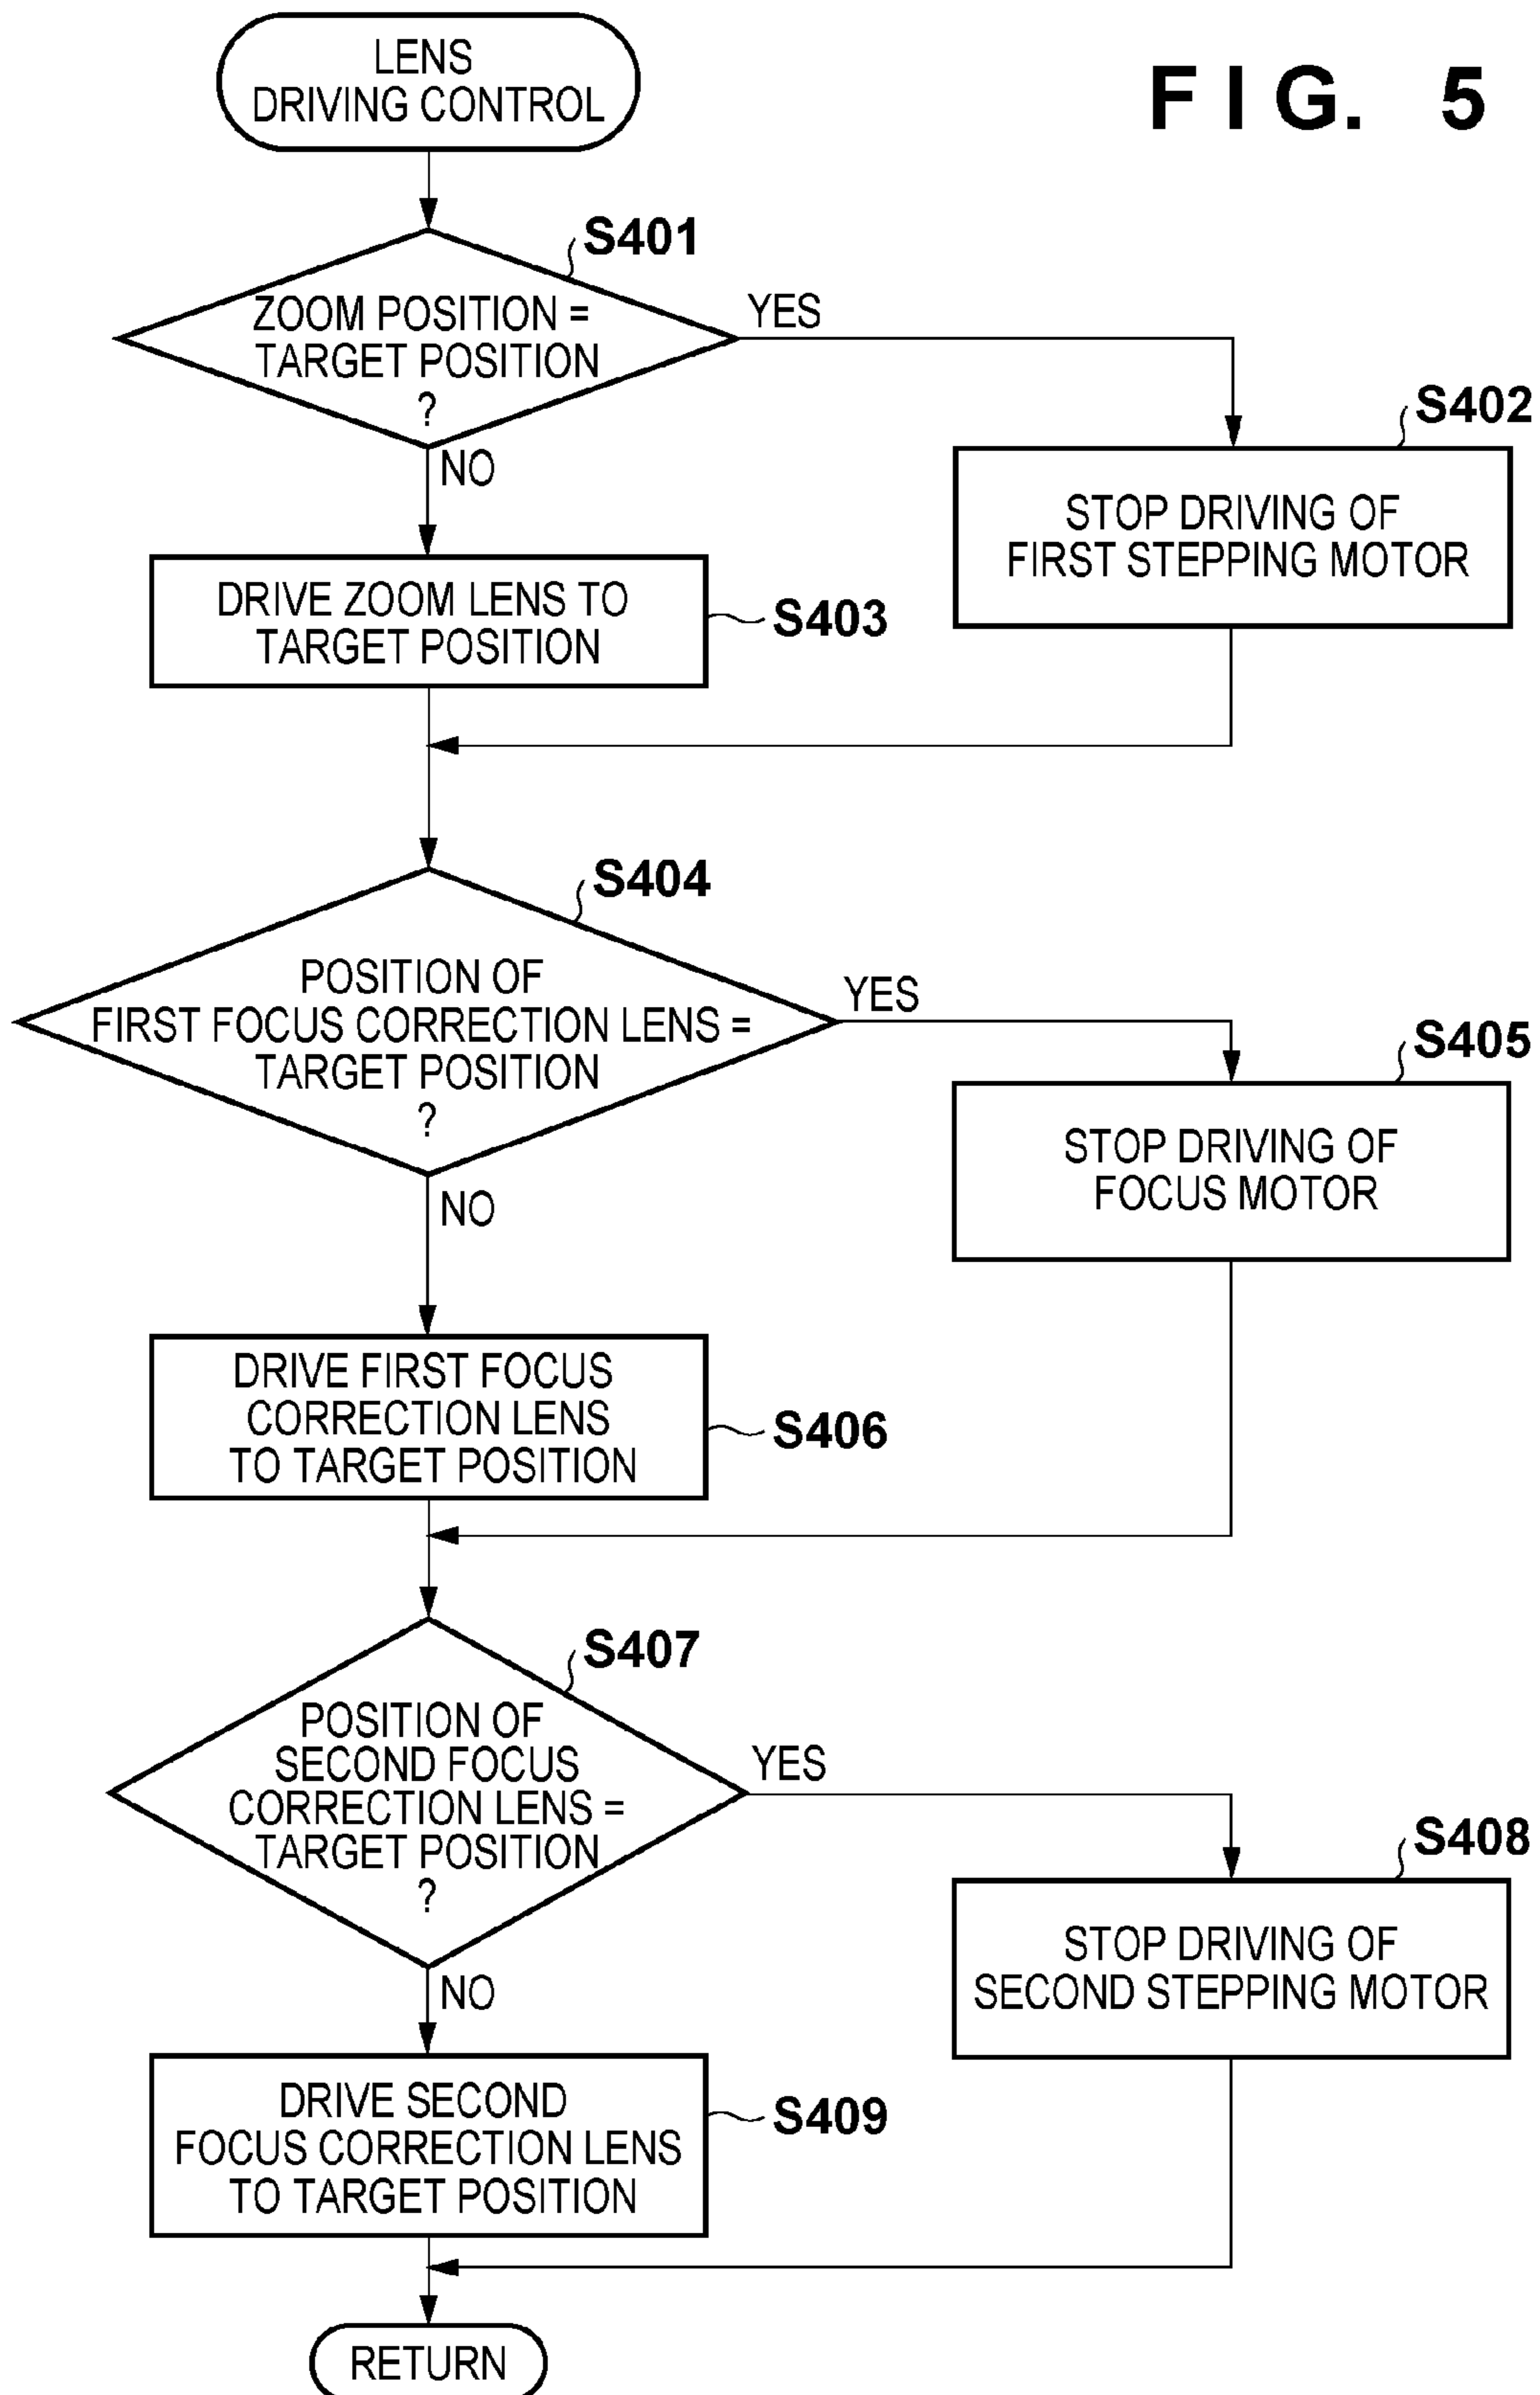 LENS
DRIVING CONTROL
FIG. 5
S401
ZOOM POSITION =
TARGET POSITION
?
YES
NO
S402
STOP DRIVING OF
FIRST STEPPING MOTOR
DRIVE ZOOM LENS TO
TARGET POSITION
S403
S404
POSITION OF
FIRST FOCUS CORRECTION LENS =
TARGET POSITION
?
YES
NO
S405
STOP DRIVING OF
FOCUS MOTOR
DRIVE FIRST FOCUS
CORRECTION LENS
TO TARGET POSITION
S406
S407
POSITION OF
SECOND FOCUS
CORRECTION LENS =
TARGET POSITION
?
YES
NO
S408
STOP DRIVING OF
SECOND STEPPING MOTOR
DRIVE SECOND
FOCUS CORRECTION LENS
TO TARGET POSITION
S409
RETURN